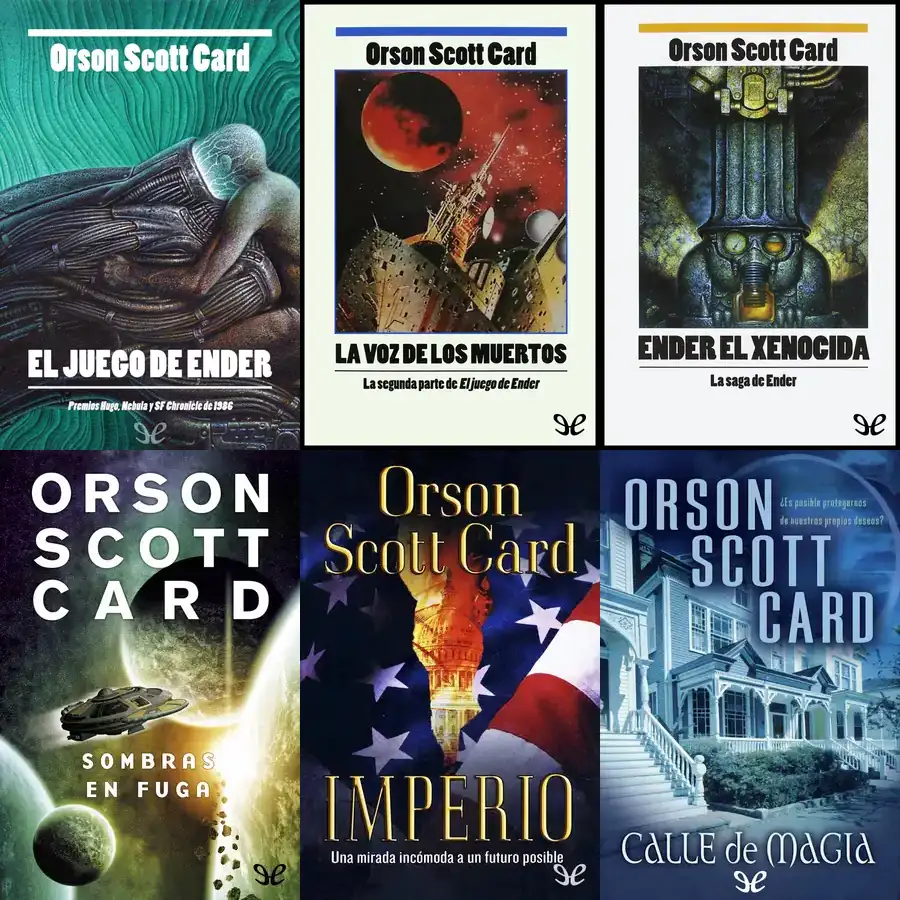 Orson Scott Card
EL JUEGO DE ENDER
Premios Hugo, Nebula y SF Chronicle de 1986
Orson Scott Card
LA VOZ DE LOS MUERTOS
La segunda parte de El juego de Ender
Orson Scott Card
ENDER EL XENOCIDA
La saga de Ender
ORSON
SCOTT
CARD
SOMBRAS
EN FUGA
Orson
Scott Card
IMPERIO
Una mirada incómoda a un futuro posible
ORSON
¿Es posible protegernos
de nuestros propios deseos?
SCOTT
CARD
CALLE de MAGIA